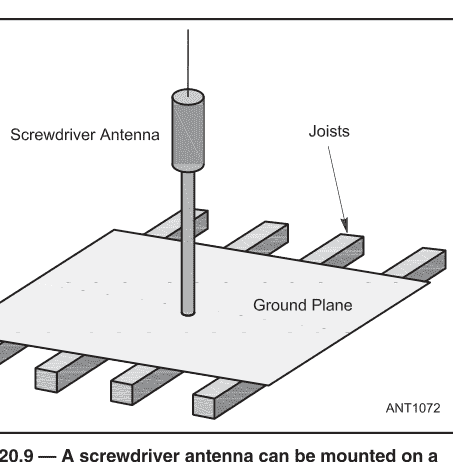 Screwdriver Antenna
Joists
Ground Plane
ANT1072
20.9 — A screwdriver antenna can be mounted on a